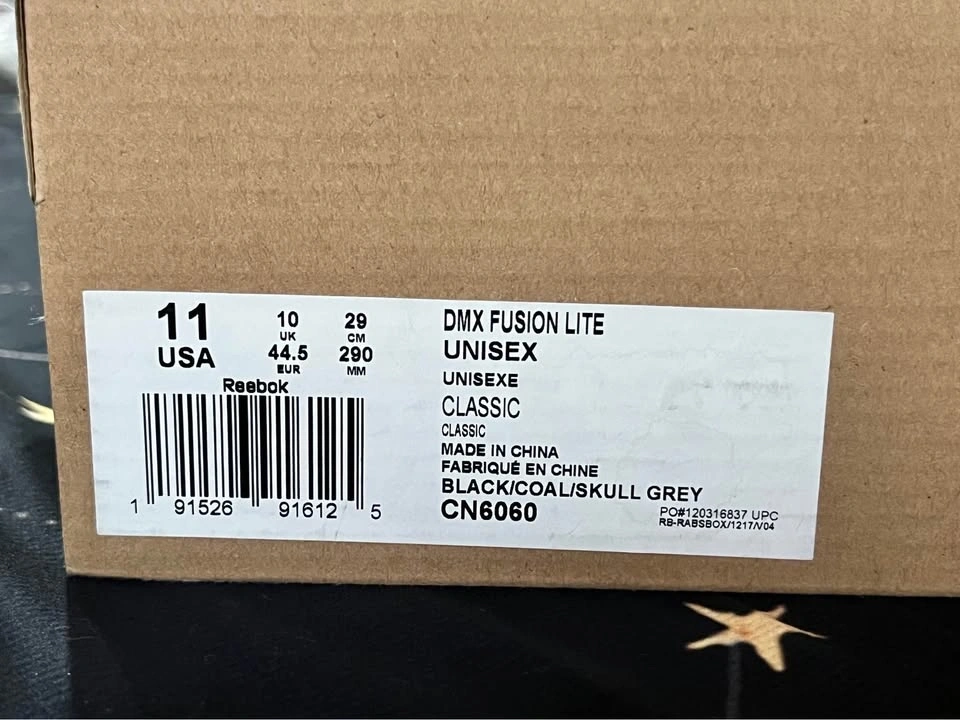 11
USA
10
UK
44.5
EUR
29
CM
290
MM
Reebok
1 91526 91612 5
DMX FUSION LITE
UNISEX
UNISEXE
CLASSIC
CLASSIC
MADE IN CHINA
FABRIQUÉ EN CHINE
BLACK/COAL/SKULL GREY
CN6060
PO#120316837 UPC
RB-RABSBOX/1217/V04